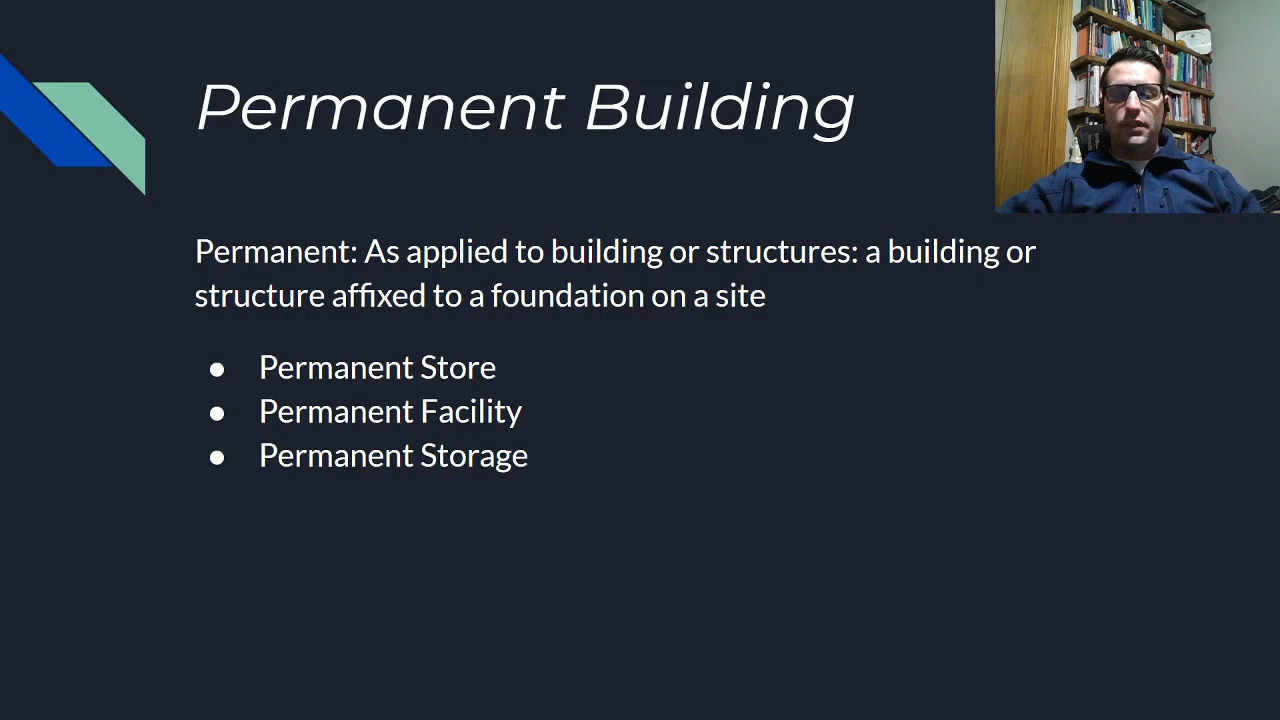 Permanent Building
Permanent: As applied to building or structures: a building or
structure affixed to a foundation on a site
● Permanent Store
● Permanent Facility
● Permanent Storage